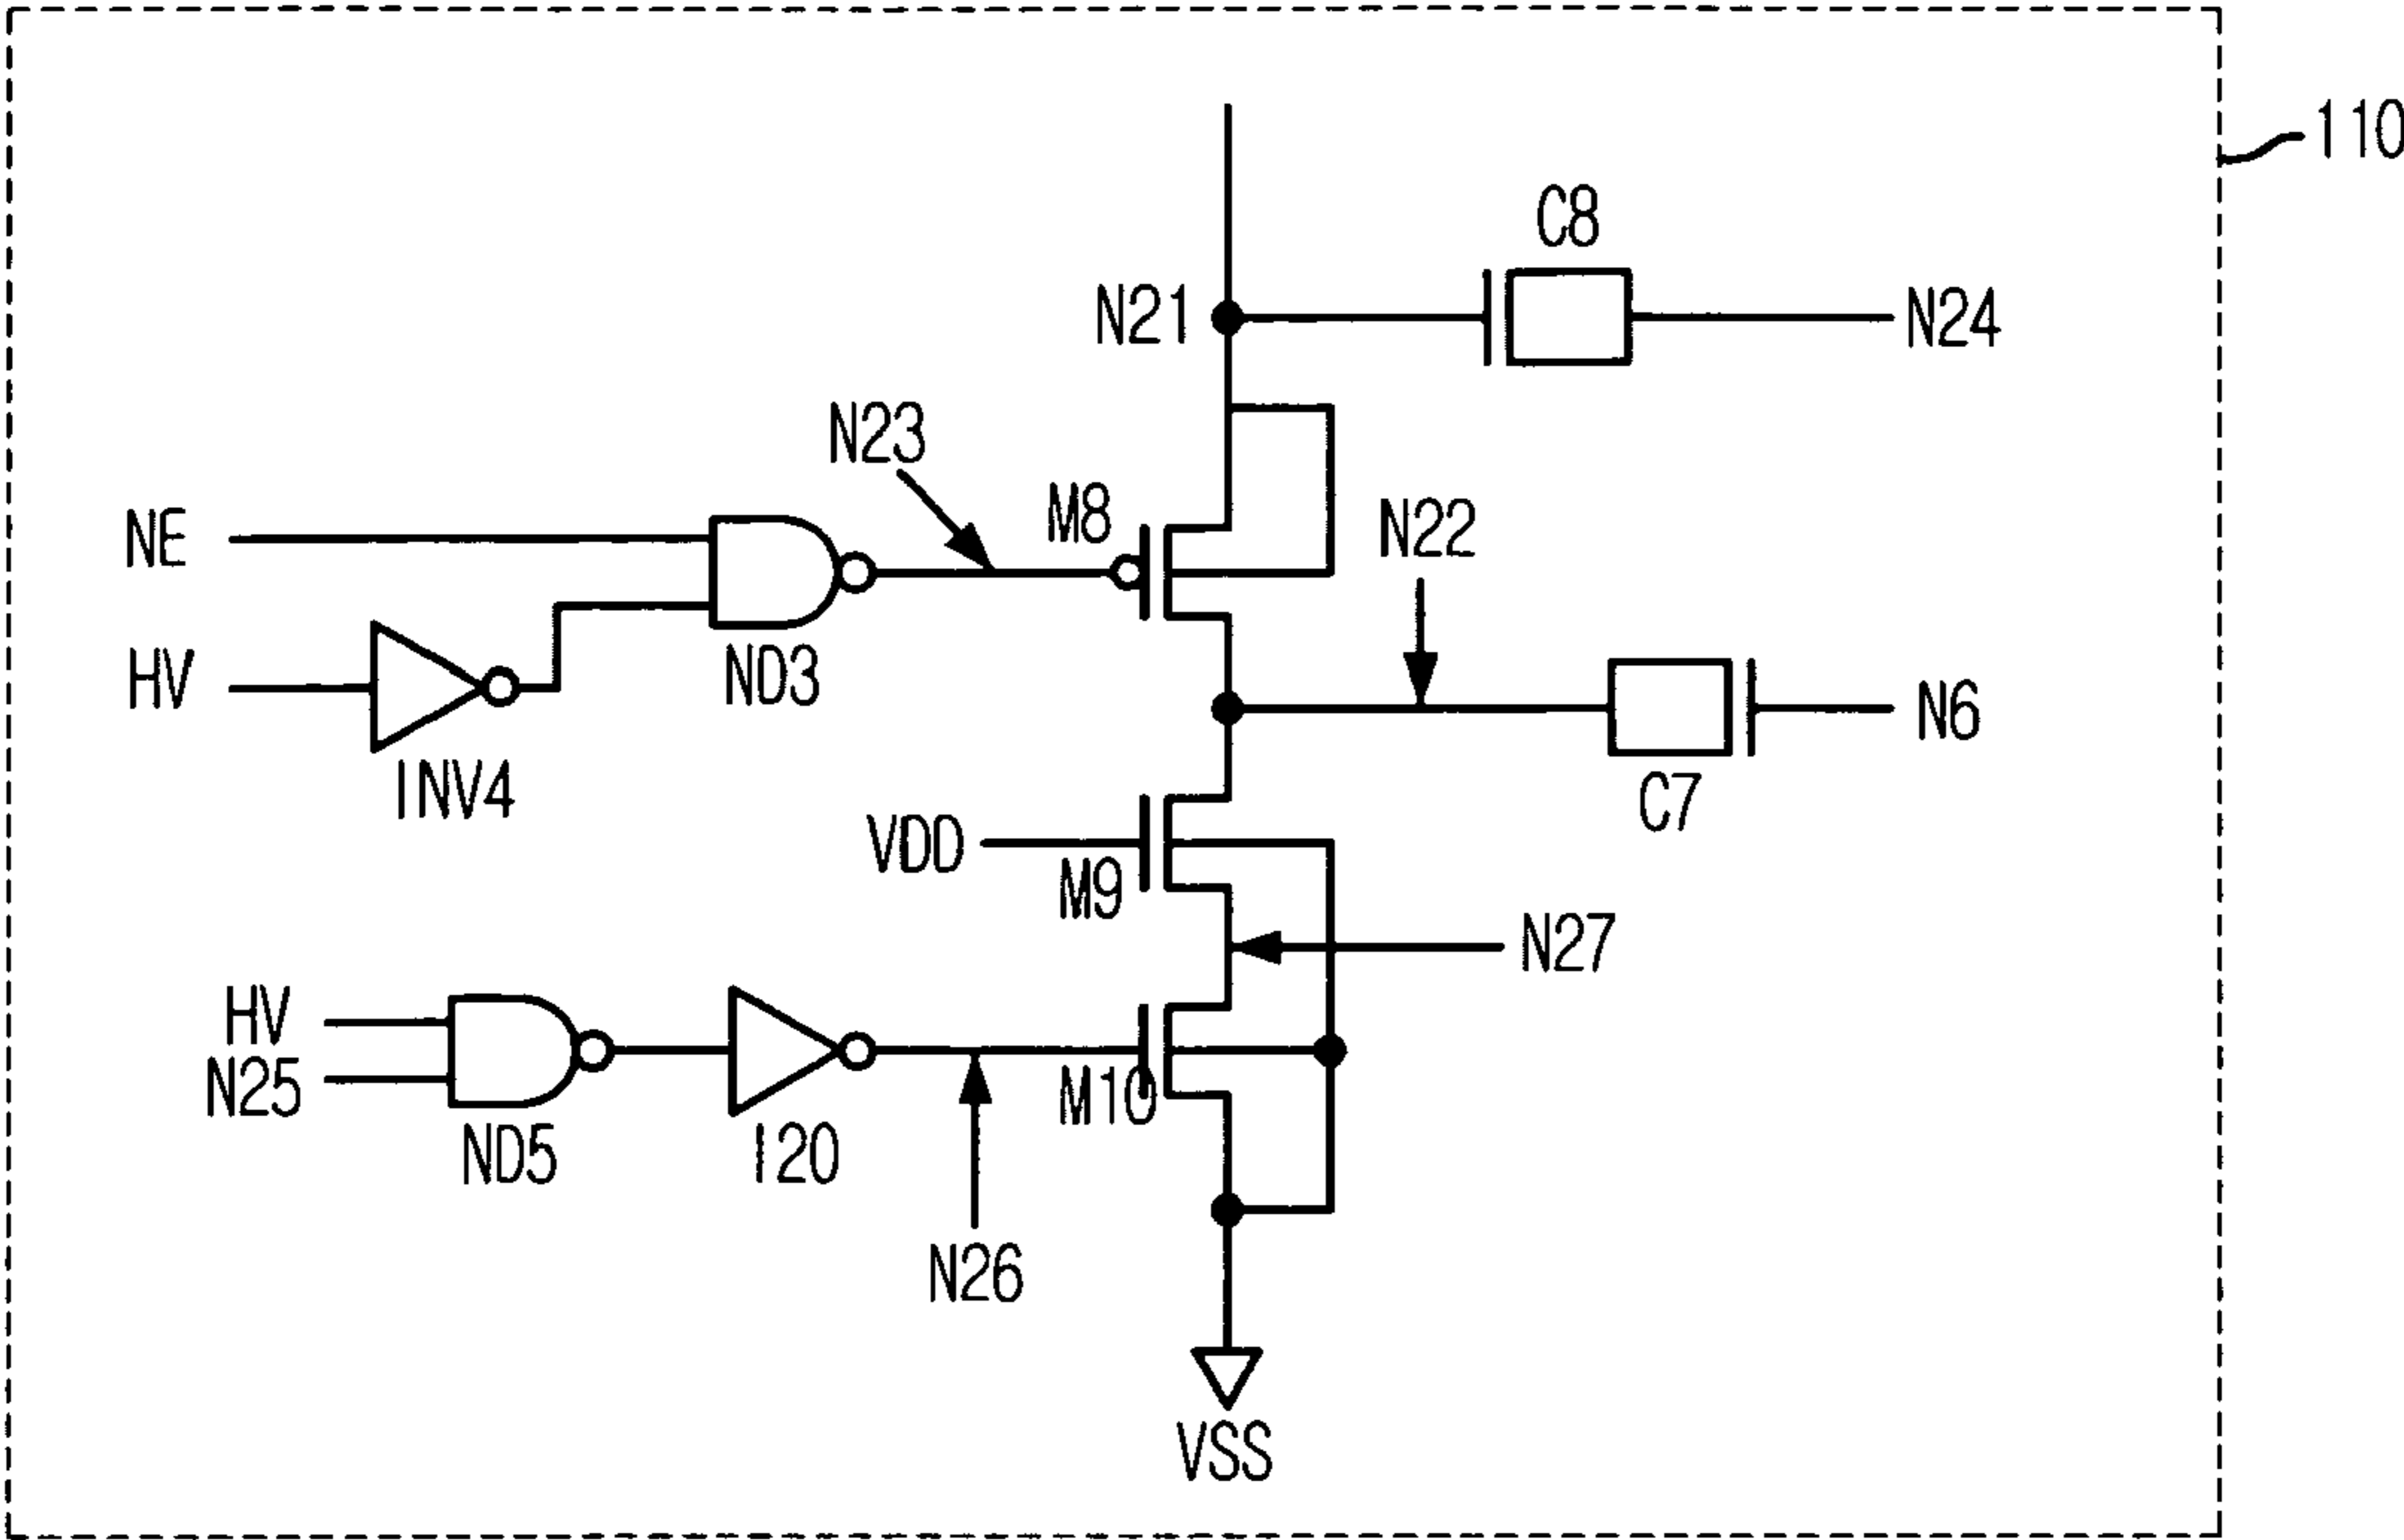 110
C8
N21
N24
N23
M8
N22
NE
ND3
HV
N6
INV4
C7
VDD
M9
N27
HV
N25
M10
ND5
I20
N26
VSS